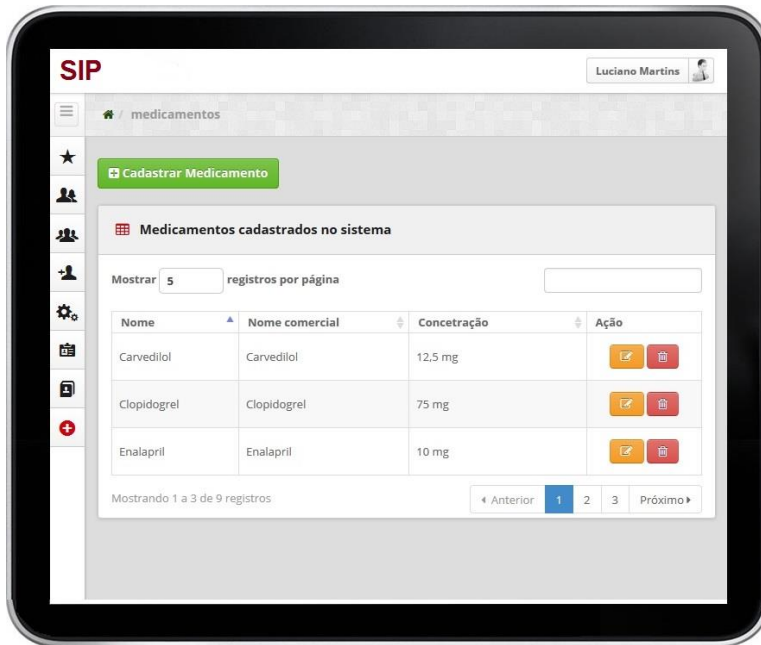 SIP
Luciano Martins
/ medicamentos
Cadastrar Medicamento
Medicamentos cadastrados no sistema
Mostrar 5 registros por página
Nome Nome comercial Concetração Ação
Carvedilol Carvedilol 12,5 mg
Clopidogrel Clopidogrel 75 mg
Enalapril Enalapril 10 mg
Mostrando 1 a 3 de 9 registros Anterior 1 2 3 Próximo